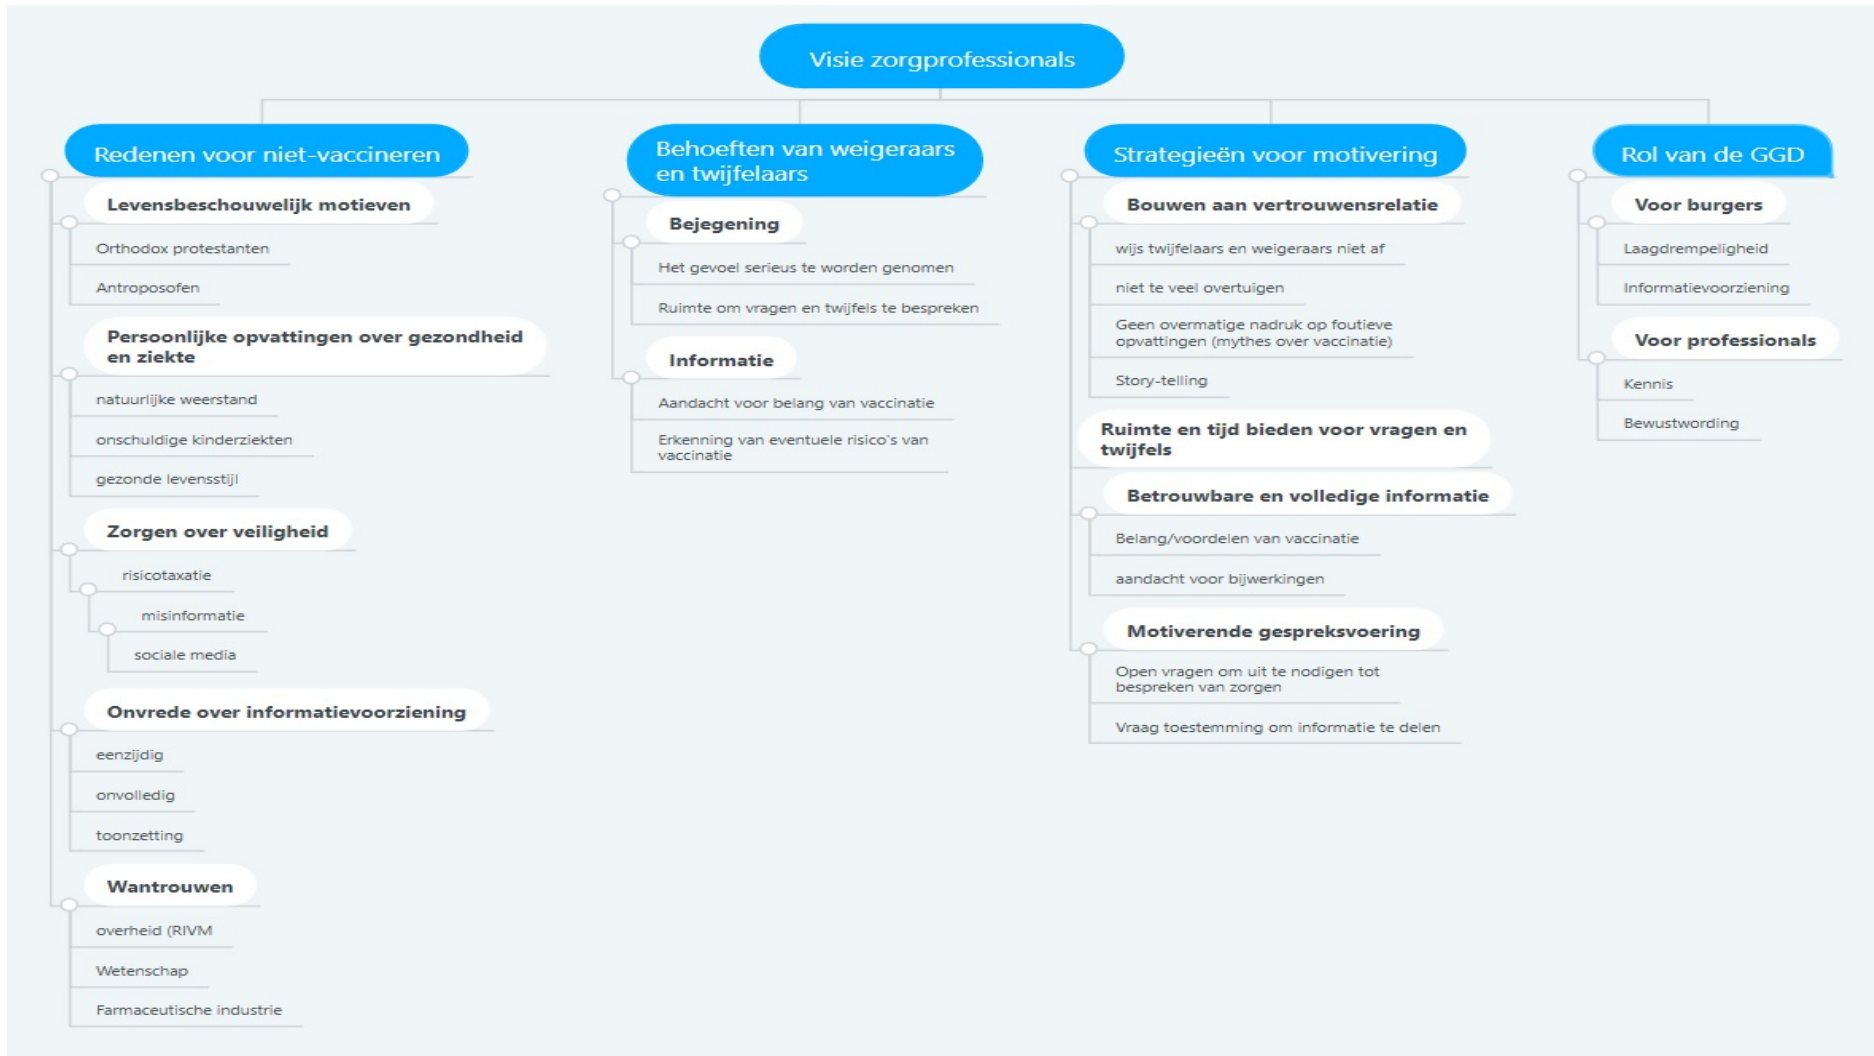 Visie zorgprofessionals
Redenen voor niet-vaccineren
Levensbeschouwelijk motieven
Orthodox protestanten
Antroposofen
Persoonlijke opvattingen over gezondheid
en ziekte
natuurlijke weerstand
onschuldige kinderziekten
gezonde levensstijl
Zorgen over veiligheid
risicotaxatie
misinformatie
sociale media
Onvrede over informatievoorziening
eenzijdig
onvolledig
toonzetting
Wantrouwen
overheid (RIVM
Wetenschap
Farmaceutische industrie
Behoeften van weigeraars
en twijfelaars
Bejegening
Het gevoel serieus te worden genomen
Ruimte om vragen en twijfels te bespreken
Informatie
Aandacht voor belang van vaccinatie
Erkenning van eventuele risico's van
vaccinatie
Strategieën voor motivering
Bouwen aan vertrouwensrelatie
wijs twijfelaars en weigeraars niet af
niet te veel overtuigen
Geen overmatige nadruk op foutieve
opvattingen (mythes over vaccinatie)
Story-telling
Ruimte en tijd bieden voor vragen en
twijfels
Betrouwbare en volledige informatie
Belang/voordelen van vaccinatie
aandacht voor bijwerkingen
Motiverende gespreksvoering
Open vragen om uit te nodigen tot
bespreken van zorgen
Vraag toestemming om informatie te delen
Rol van de GGD
Voor burgers
Laagdrempeligheid
Informatievoorziening
Voor professionals
Kennis
Bewustwording